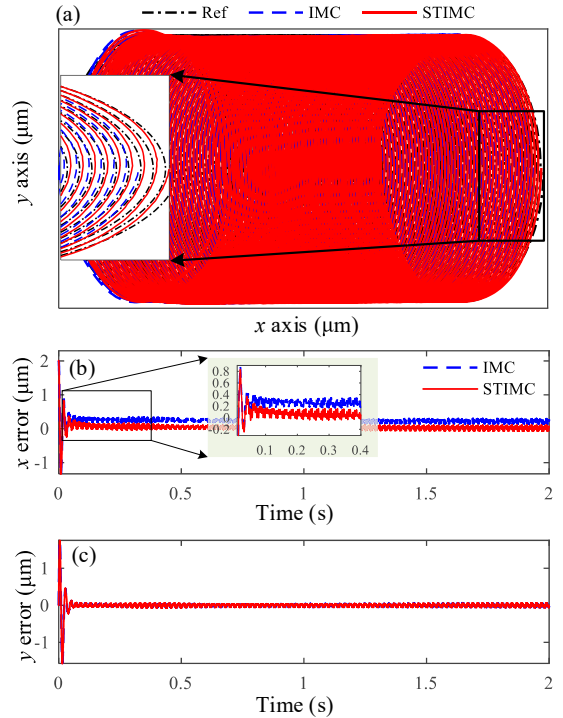 (a) Ref IMC STIMC
y axis (μm)
x axis (μm)
(b) IMC
STIMC
x error (μm)
2
1
0
-1
0.8
0.6
0.4
0.2
0
-0.2
0.1 0.2 0.3 0.4
0 0.5 1 1.5 2
Time (s)
(c)
y error (μm)
1
0
-1
0 0.5 1 1.5 2
Time (s)